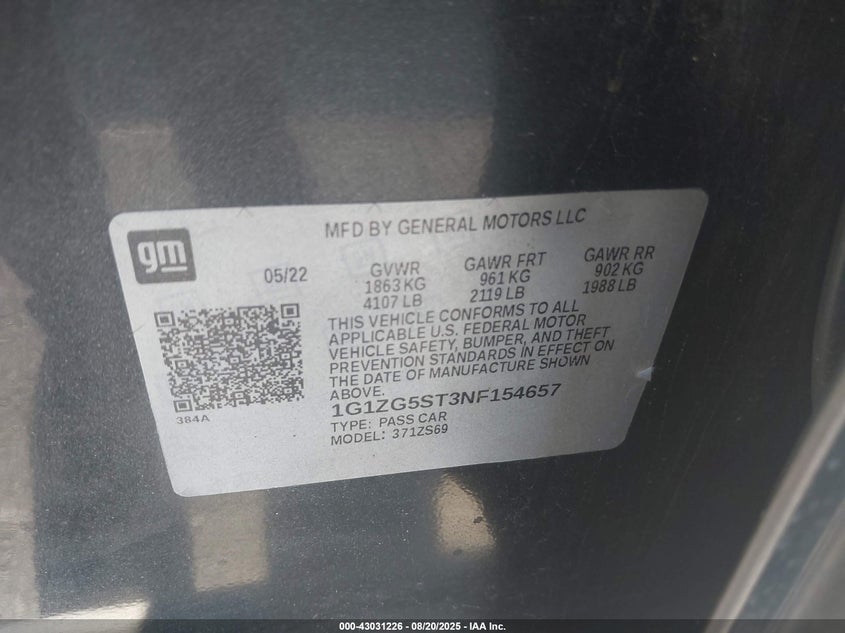 gm
MFD BY GENERAL MOTORS LLC
05/22
GVWR
1863 KG
4107 LB
GAWR FRT
961 KG
2119 LB
GAWR RR
902 KG
1988 LB
THIS VEHICLE CONFORMS TO ALL
APPLICABLE U.S. FEDERAL MOTOR
VEHICLE SAFETY, BUMPER, AND THEFT
PREVENTION STANDARDS IN EFFECT ON
THE DATE OF MANUFACTURE SHOWN
ABOVE.
1G1ZG5ST3NF154657
TYPE: PASS CAR
MODEL: 371ZS69
384A
000-43031226 - 08/20/2025 - IAA Inc.